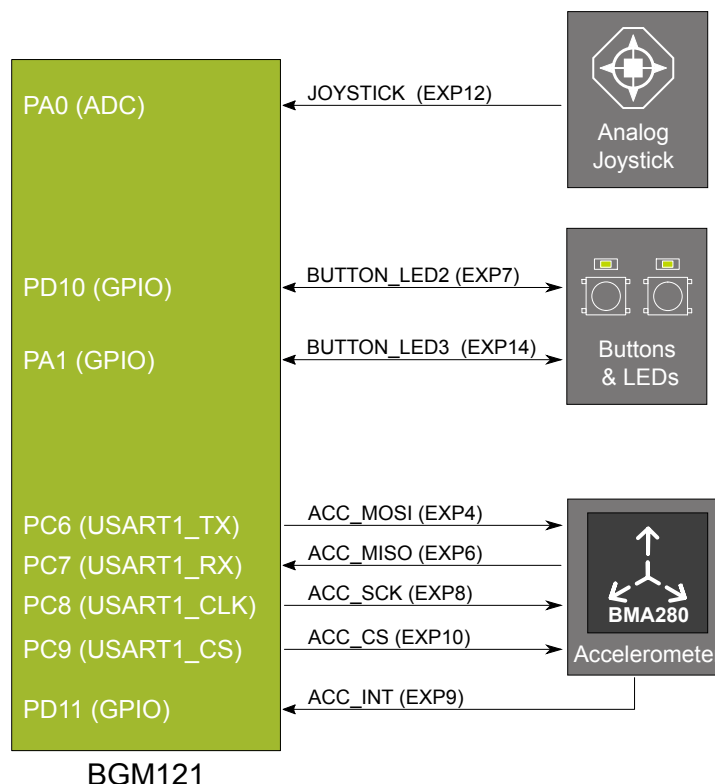 PA0 (ADC)
JOYSTICK (EXP12)
Analog
Joystick
PD10 (GPIO)
BUTTON_LED2 (EXP7)
PA1 (GPIO)
BUTTON_LED3 (EXP14)
Buttons
& LEDs
PC6 (USART1_TX)
ACC_MOSI (EXP4)
PC7 (USART1_RX)
ACC_MISO (EXP6)
PC8 (USART1_CLK)
ACC_SCK (EXP8)
PC9 (USART1_CS)
ACC_CS (EXP10)
BMA280
Acceleromete
PD11 (GPIO)
ACC_INT (EXP9)
BGM121